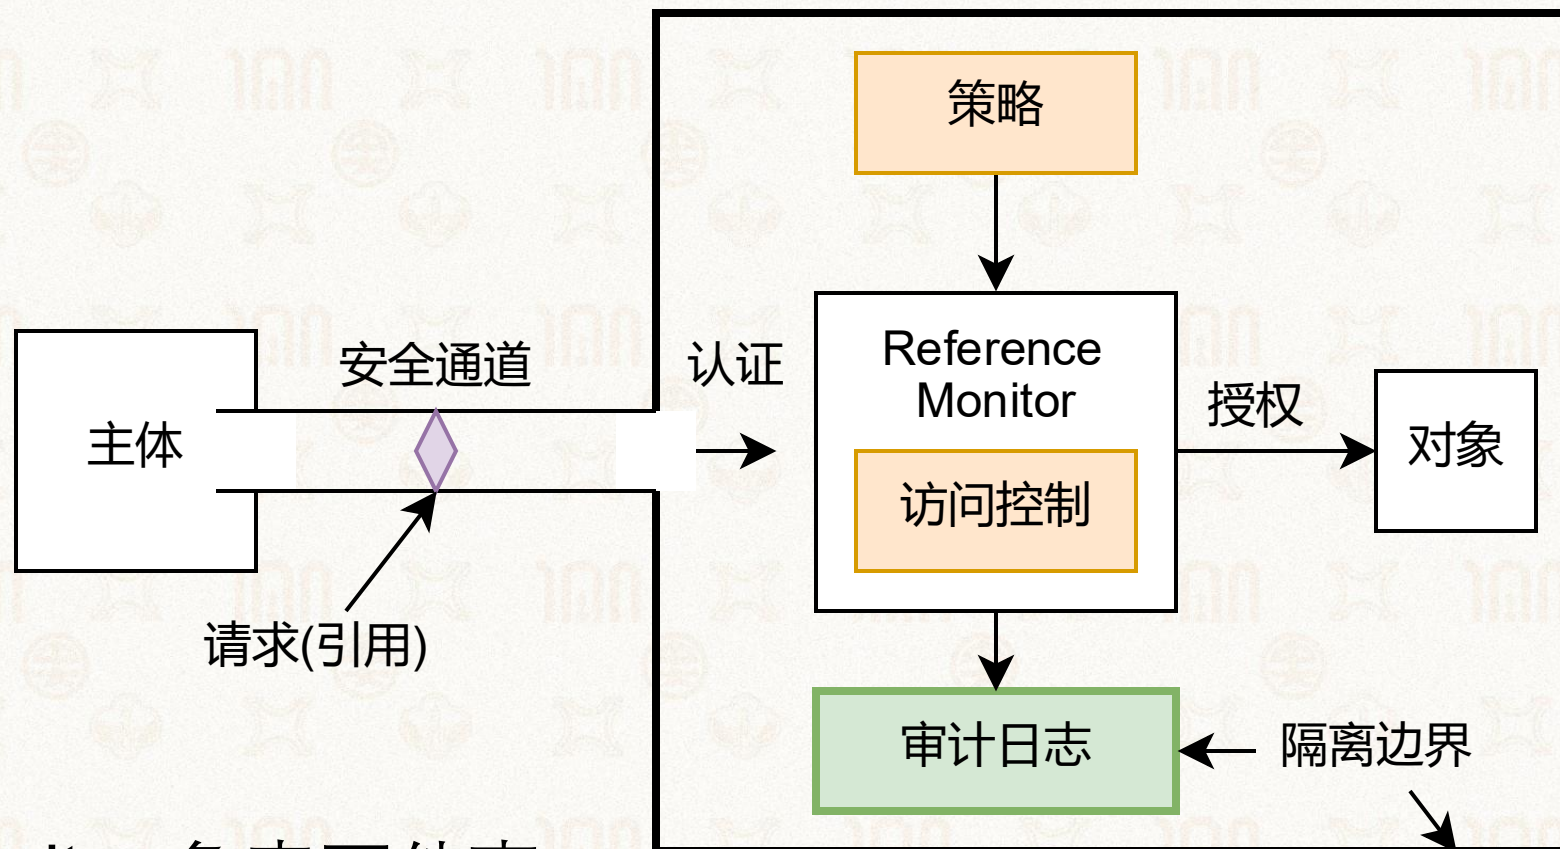 策略
安全通道
认证
Reference
Monitor
授权
主体
对象
访问控制
请求(引用)
审计日志
隔离边界